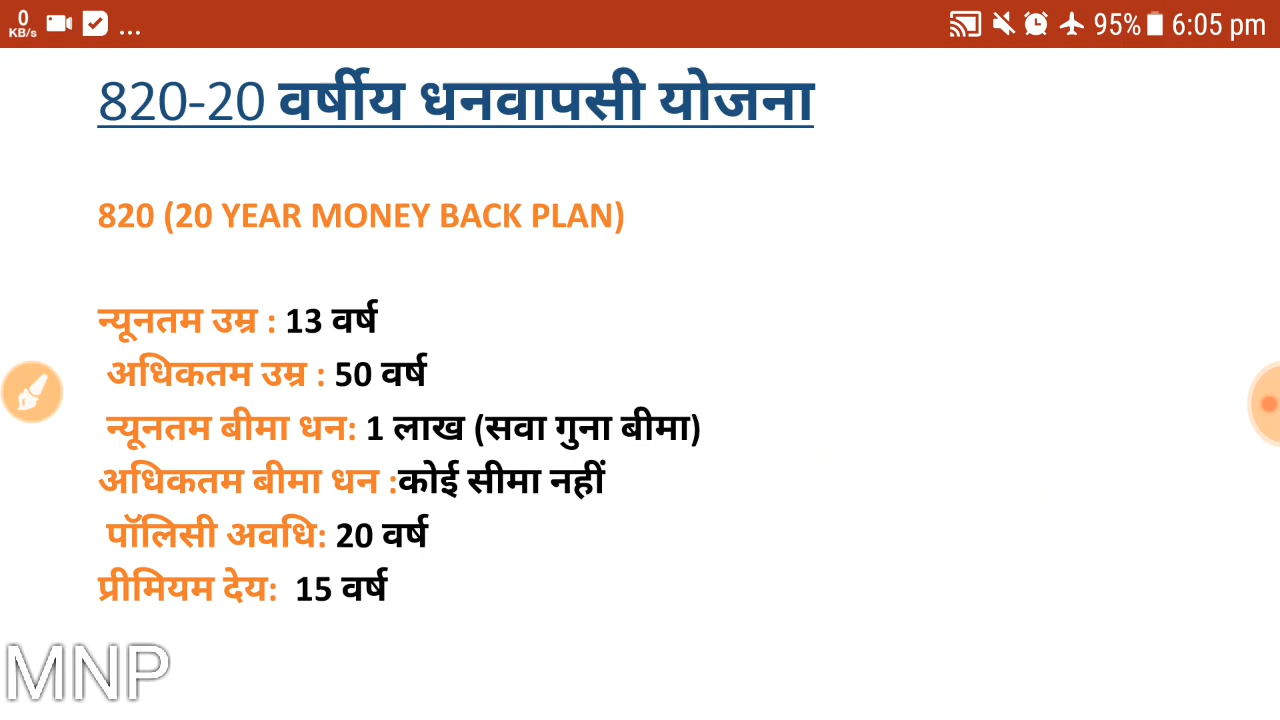 0
KB/s
...
95% 6:05 pm
820-20 वर्षीय धनवापसी योजना
820 (20 YEAR MONEY BACK PLAN)
न्यूनतम उम्र : 13 वर्ष
अधिकतम उम्र : 50 वर्ष
न्यूनतम बीमा धन: 1 लाख (सवा गुना बीमा)
अधिकतम बीमा धन :कोई सीमा नहीं
पॉलिसी अवधि: 20 वर्ष
प्रीमियम देय: 15 वर्ष
MNP